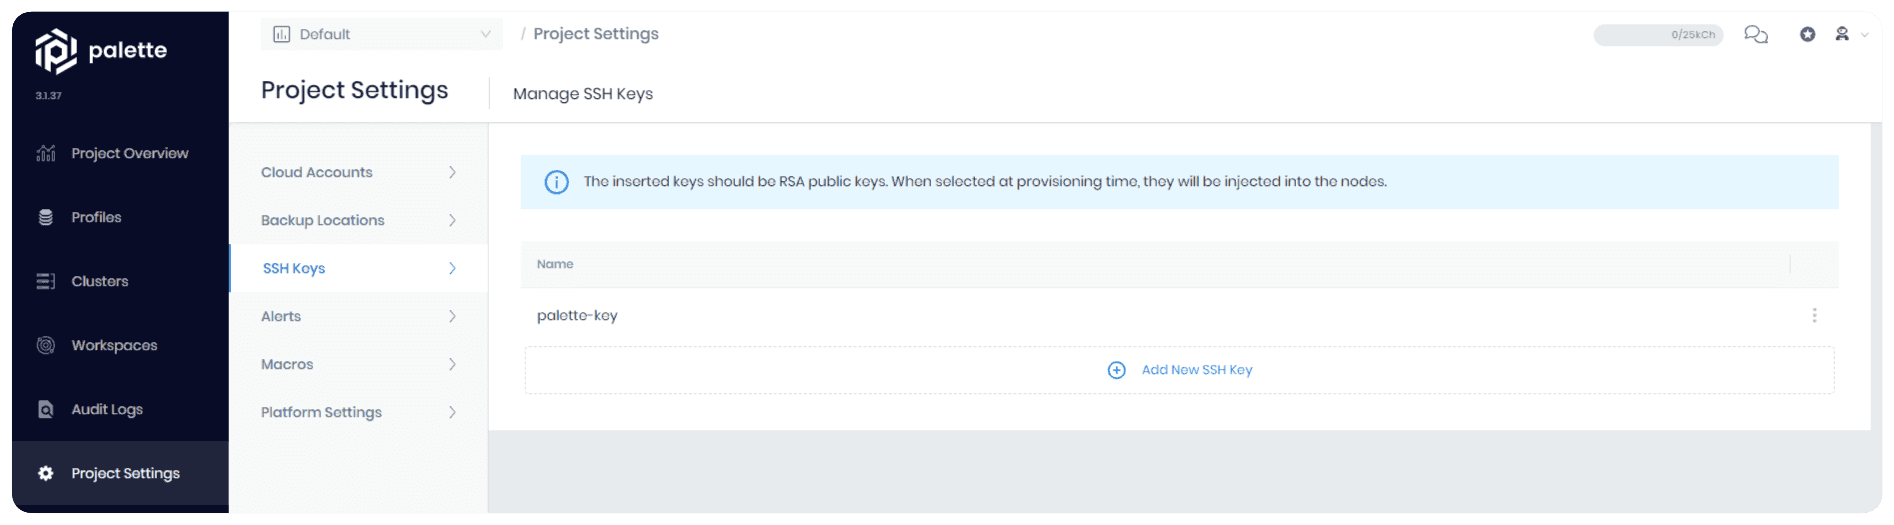 palette
3.1.37
Project Overview
Profiles
Clusters
Workspaces
Audit Logs
Project Settings
Default
/ Project Settings
0/25kCh
Project Settings
Manage SSH Keys
Cloud Accounts
Backup Locations
SSH Keys
Alerts
Macros
Platform Settings
The inserted keys should be RSA public keys. When selected at provisioning time, they will be injected into the nodes.
Name
palette-key
Add New SSH Key